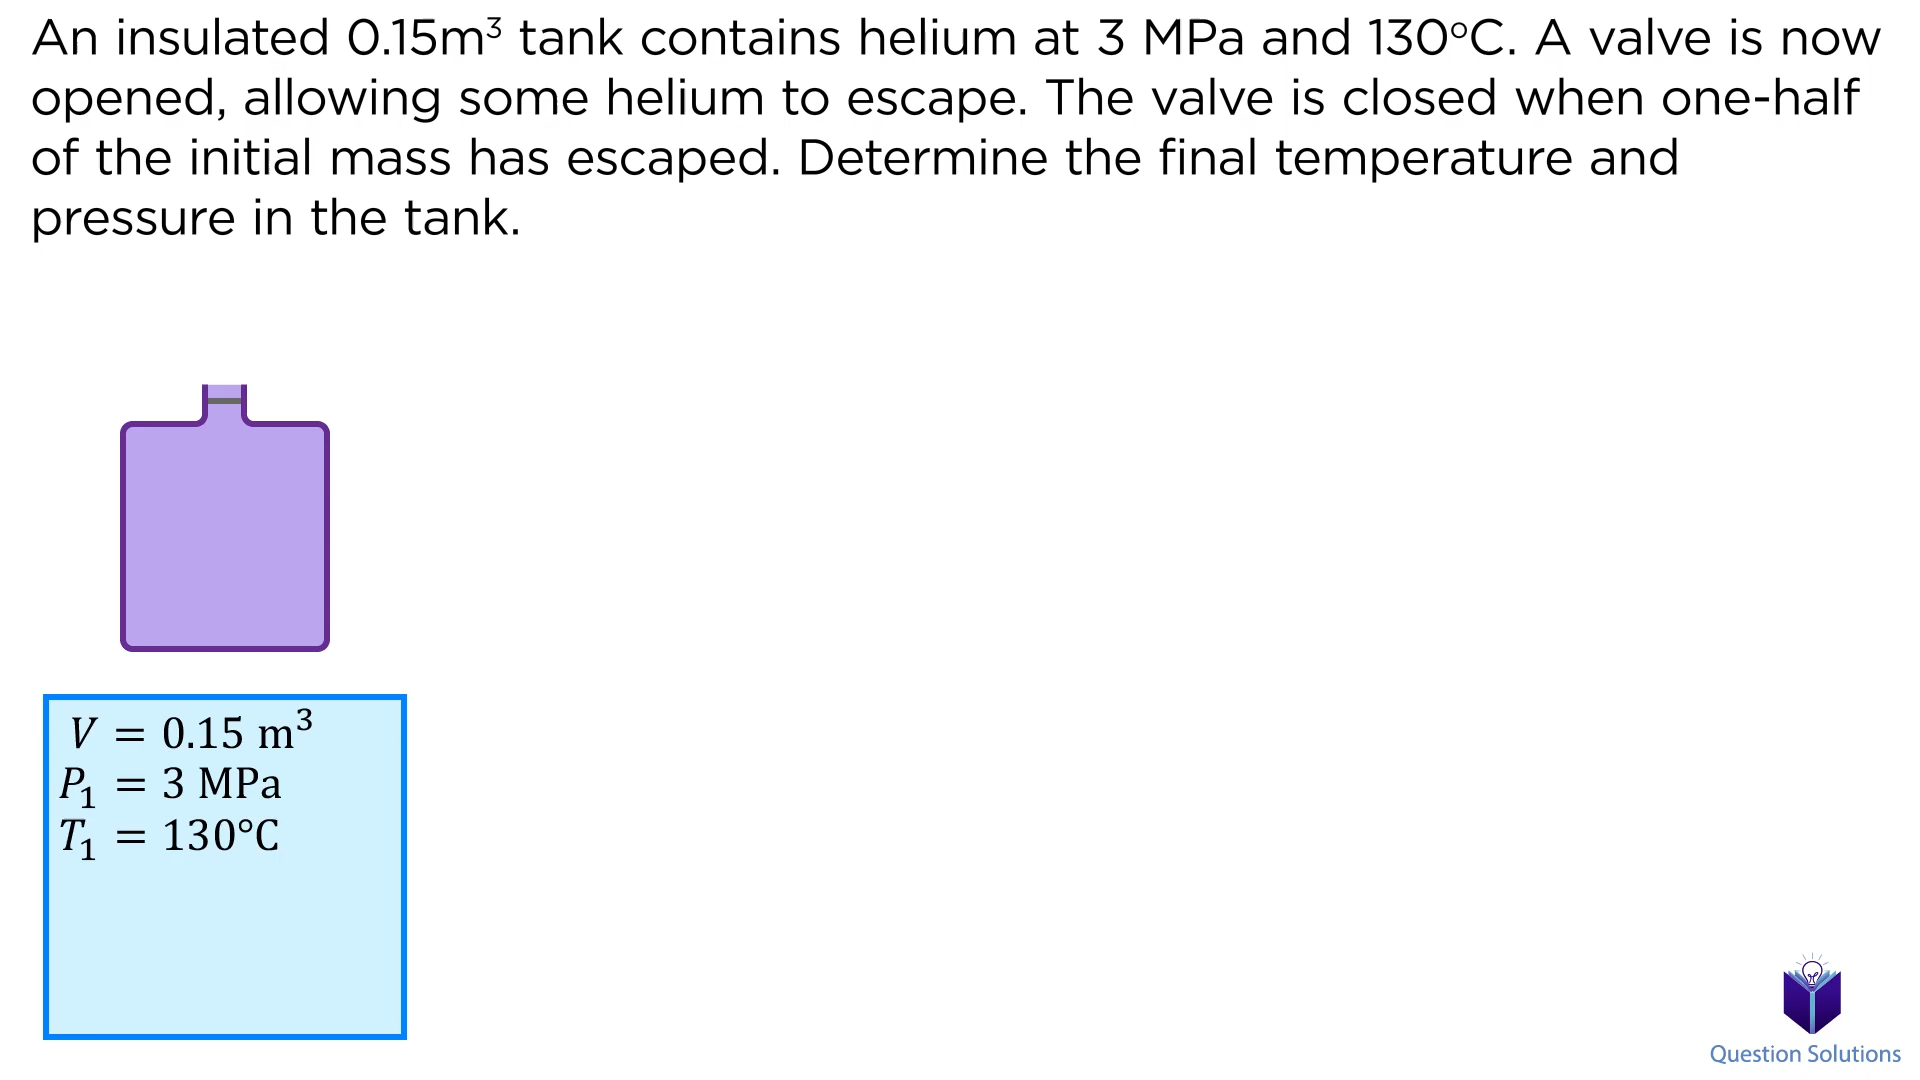 An insulated 0.15m³ tank contains helium at 3 MPa and 130°C. A valve is now
opened, allowing some helium to escape. The valve is closed when one-half
of the initial mass has escaped. Determine the final temperature and
pressure in the tank.
V = 0.15 m³
P₁ = 3 MPa
T₁ = 130°C
Question Solutions